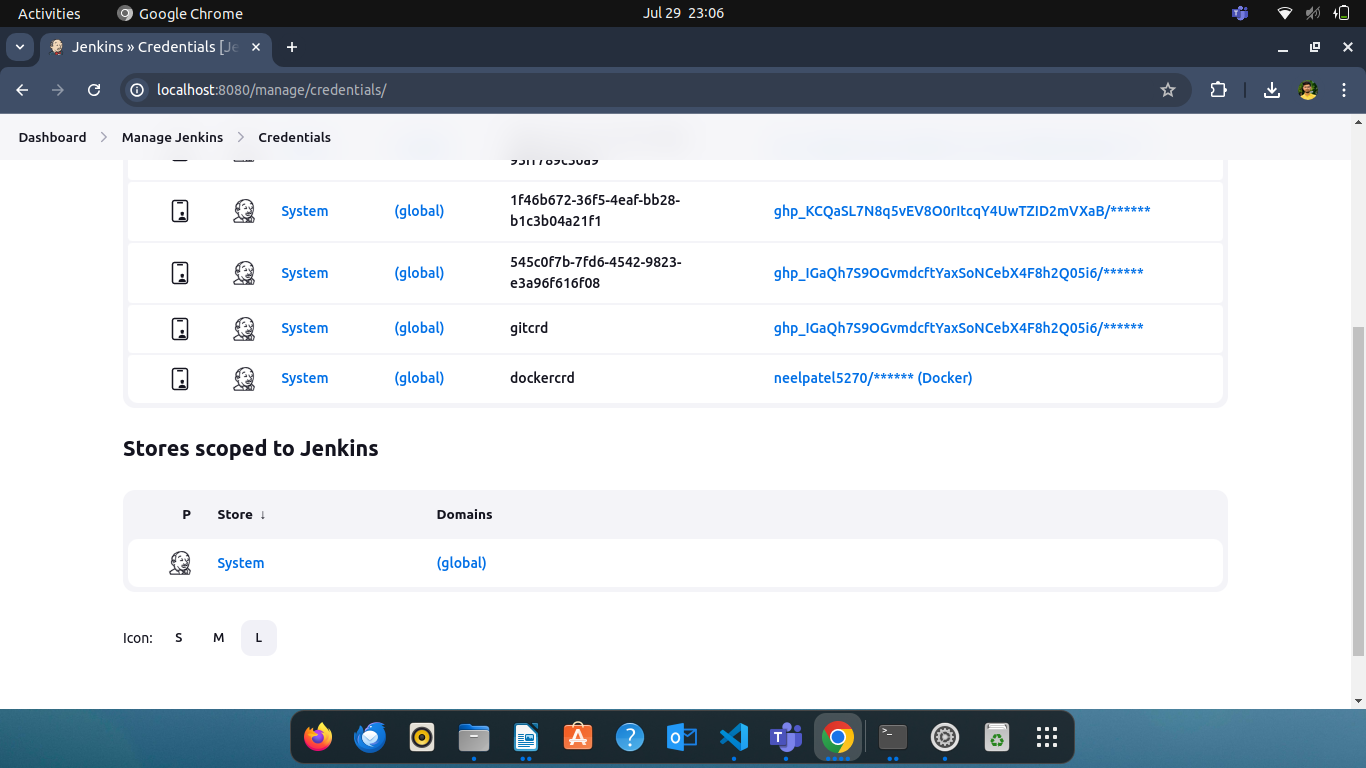 Activities
Google Chrome
Jul 29 23:06
Jenkins » Credentials [Je
localhost:8080/manage/credentials/
Dashboard
Manage Jenkins
Credentials
System (global) 1f46b672-36f5-4eaf-bb28- 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/******
b1c3b04a21f1
System (global) 545c0f7b-7fd6-4542-9823- 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/******
e3a96f616f08
System (global) gitcrd 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/******
System (global) dockercrd neelpatel5270/****** (Docker)
Stores scoped to Jenkins
P Store ↓ Domains
System (global)
Icon: S M L